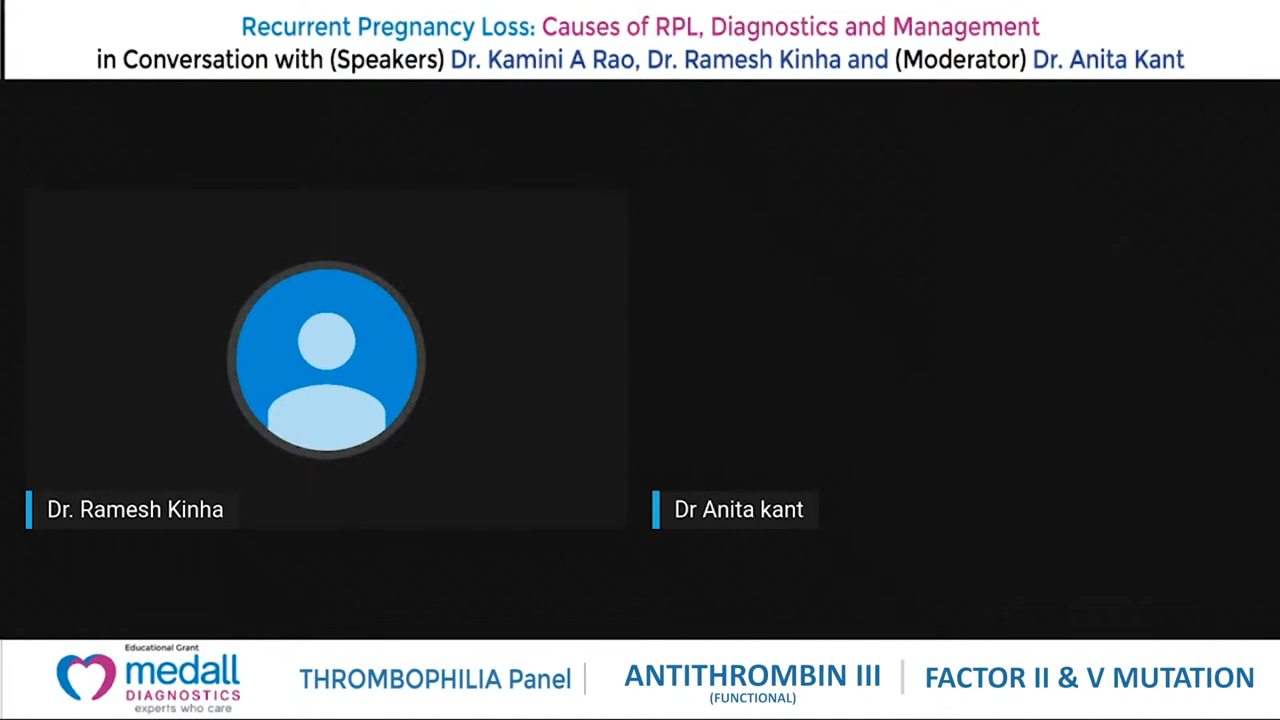 Recurrent Pregnancy Loss: Causes of RPL, Diagnostics and Management
in Conversation with (Speakers) Dr. Kamini A Rao, Dr. Ramesh Kinha and (Moderator) Dr. Anita Kant
Dr. Ramesh Kinha
Dr Anita kant
Educational Grant
medall
DIAGNOSTICS
experts who care
THROMBOPHILIA Panel
ANTITHROMBIN III
(FUNCTIONAL)
FACTOR II & V MUTATION